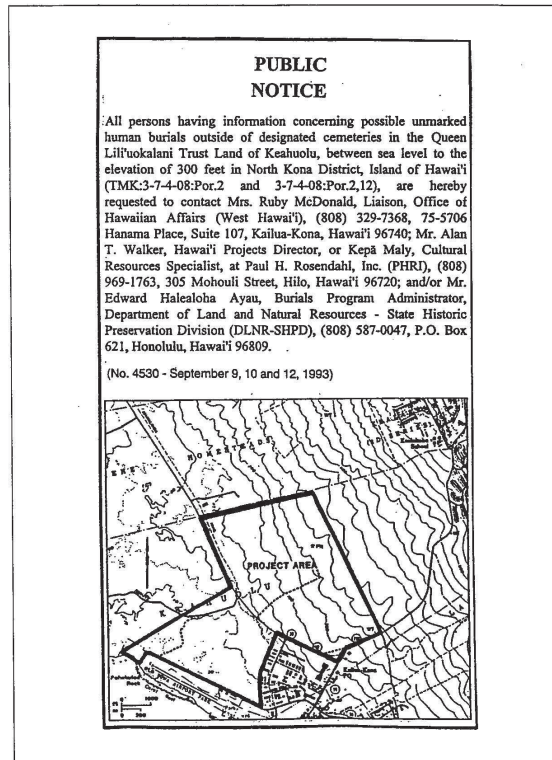 PUBLIC
NOTICE
All persons having information concerning possible unmarked
human burials outside of designated cemeteries in the Queen
Lili'uokalani Trust Land of Keahuolu, between sea level to the
elevation of 300 feet in North Kona District, Island of Hawai'i
(TMK:3-7-4-08:Por.2 and 3-7-4-08:Por.2,12), are hereby
requested to contact Mrs. Ruby McDonald, Liaison, Office of
Hawaiian Affairs (West Hawai'i), (808) 329-7368, 75-5706
Hanama Place, Suite 107, Kailua-Kona, Hawai'i 96740; Mr. Alan
T. Walker, Hawai'i Projects Director, or Kepā Maly, Cultural
Resources Specialist, at Paul H. Rosendahl, Inc. (PHRI), (808)
969-1763, 305 Mohouli Street, Hilo, Hawai'i 96720; and/or Mr.
Edward Halealoha Ayau, Burials Program Administrator,
Department of Land and Natural Resources - State Historic
Preservation Division (DLNR-SHPD), (808) 587-0047, P.O. Box
621, Honolulu, Hawai'i 96809.
(No. 4530 - September 9, 10 and 12, 1993)
HOMESTEADS
School
PROJECT AREA
Rock